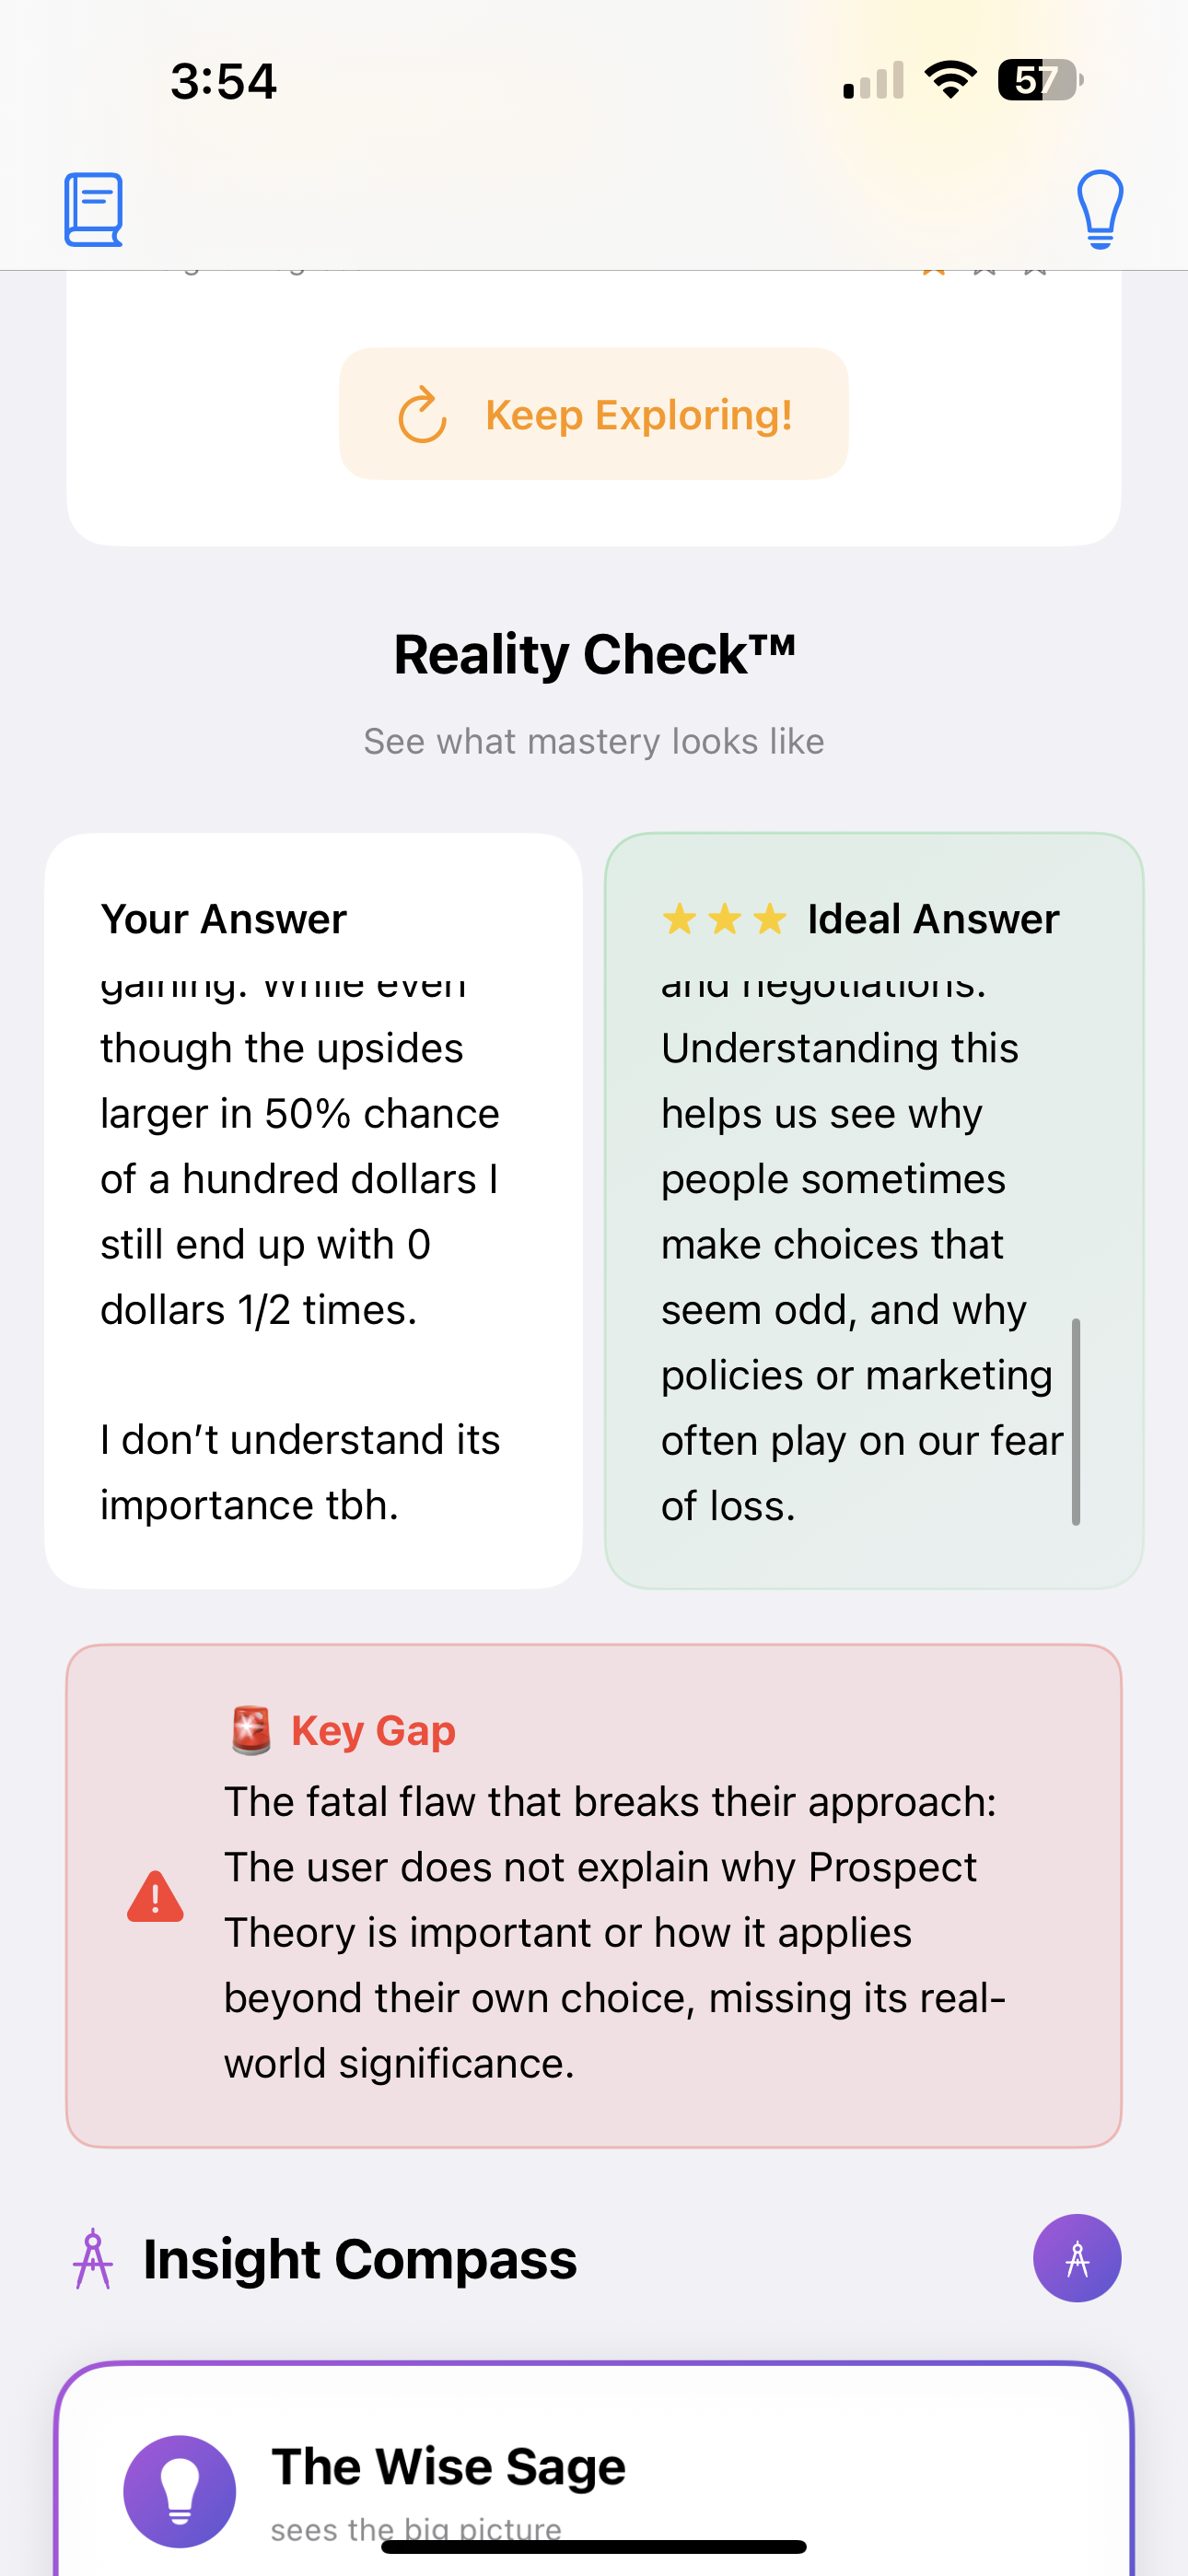 3:54
57
Keep Exploring!
Reality Check™
See what mastery looks like
Your Answer
gaining. While even
though the upsides
larger in 50% chance
of a hundred dollars I
still end up with 0
dollars 1/2 times.
I don't understand its
importance tbh.
Ideal Answer
and negotiations.
Understanding this
helps us see why
people sometimes
make choices that
seem odd, and why
policies or marketing
often play on our fear
of loss.
Key Gap
The fatal flaw that breaks their approach:
The user does not explain why Prospect
Theory is important or how it applies
beyond their own choice, missing its real-
world significance.
Insight Compass
The Wise Sage
sees the big picture